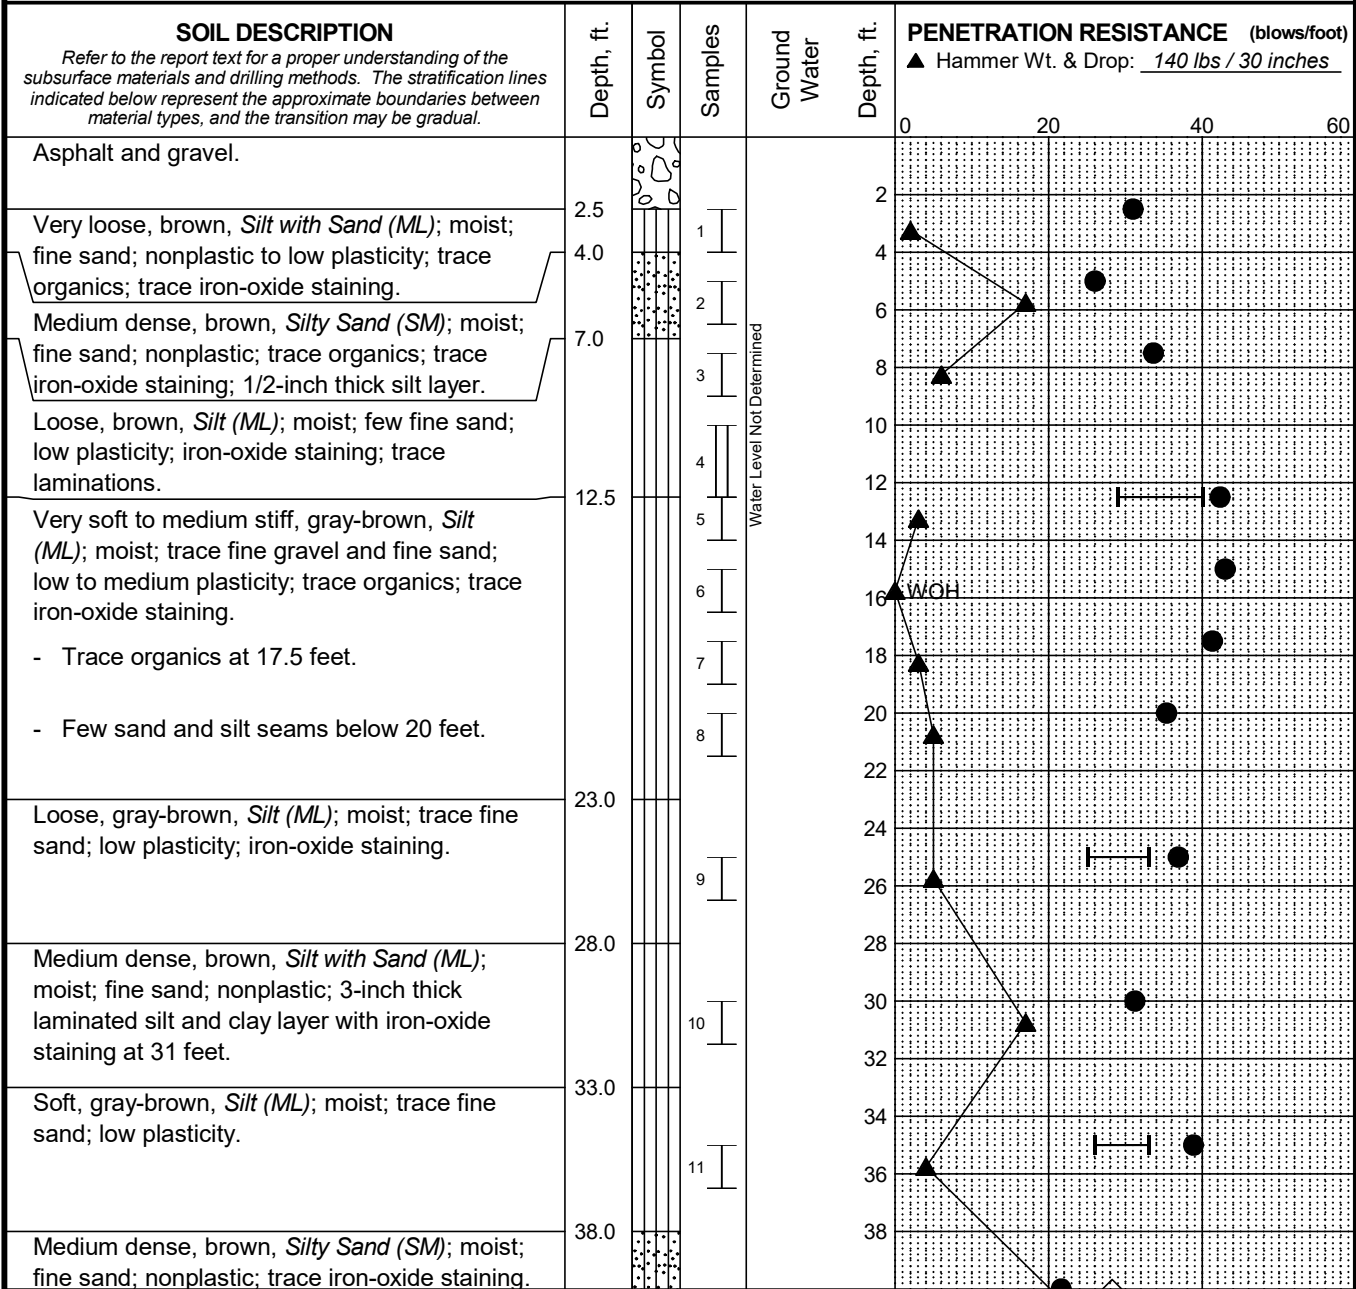 SOIL DESCRIPTION
Refer to the report text for a proper understanding of the
subsurface materials and drilling methods. The stratification lines
indicated below represent the approximate boundaries between
material types, and the transition may be gradual.
Depth, ft.
Symbol
Samples
Ground
Water
Depth, ft.
PENETRATION RESISTANCE (blows/foot)
▲ Hammer Wt. & Drop: 140 lbs / 30 inches
0 20 40 60
Asphalt and gravel.
2.5
Very loose, brown, Silt with Sand (ML); moist;
fine sand; nonplastic to low plasticity; trace
organics; trace iron-oxide staining.
4.0
Medium dense, brown, Silty Sand (SM); moist;
fine sand; nonplastic; trace organics; trace
iron-oxide staining; 1/2-inch thick silt layer.
7.0
Loose, brown, Silt (ML); moist; few fine sand;
low plasticity; iron-oxide staining; trace
laminations.
12.5
Very soft to medium stiff, gray-brown, Silt
(ML); moist; trace fine gravel and fine sand;
low to medium plasticity; trace organics; trace
iron-oxide staining.
- Trace organics at 17.5 feet.
- Few sand and silt seams below 20 feet.
23.0
Loose, gray-brown, Silt (ML); moist; trace fine
sand; low plasticity; iron-oxide staining.
28.0
Medium dense, brown, Silt with Sand (ML);
moist; fine sand; nonplastic; 3-inch thick
laminated silt and clay layer with iron-oxide
staining at 31 feet.
33.0
Soft, gray-brown, Silt (ML); moist; trace fine
sand; low plasticity.
38.0
Medium dense, brown, Silty Sand (SM); moist;
fine sand; nonplastic; trace iron-oxide staining.
1
2
3
4
5
6
7
8
9
10
11
Water Level Not Determined
2
4
6
8
10
12
14
16
WOH
18
20
22
24
26
28
30
32
34
36
38